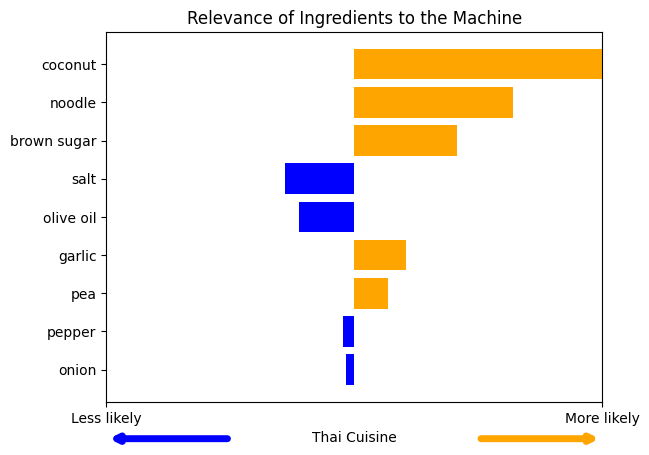 Relevance of Ingredients to the Machine
coconut
noodle
brown sugar
salt
olive oil
garlic
pea
pepper
onion
Less likely
More likely
Thai Cuisine